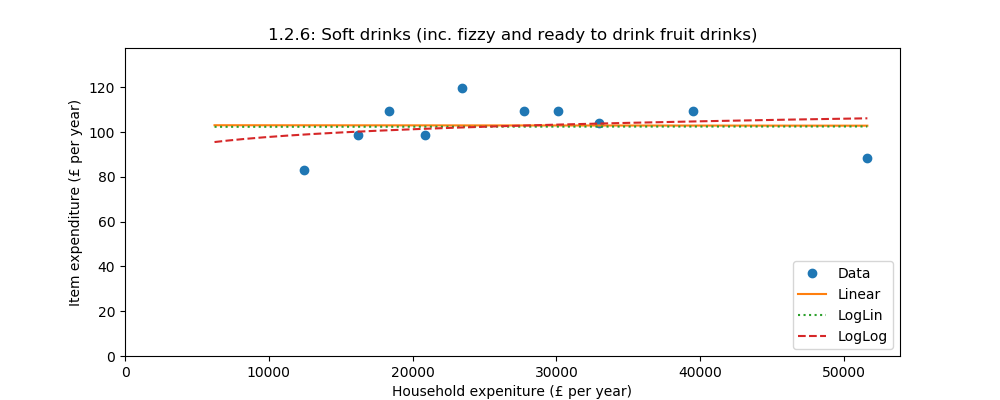 1.2.6: Soft drinks (inc. fizzy and ready to drink fruit drinks)
Item expenditure (£ per year)
120
100
80
60
40
20
0
0 10000 20000 30000 40000 50000
Household expeniture (£ per year)
Data
Linear
LogLin
LogLog